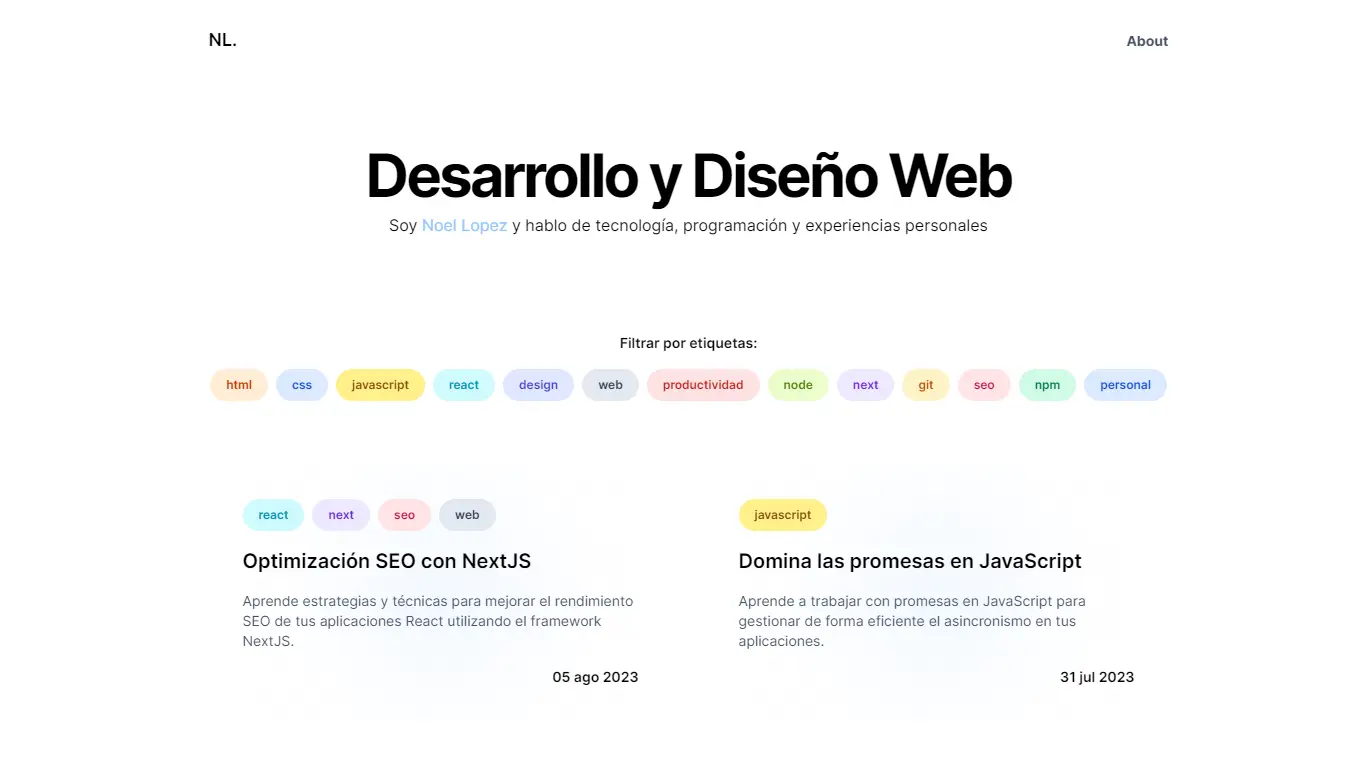 NL.
About
Desarrollo y Diseño Web
Soy Noel Lopez y hablo de tecnología, programación y experiencias personales
Filtrar por etiquetas:
html css javascript react design web productividad node next git seo npm personal
react next seo web
Optimización SEO con NextJS
Aprende estrategias y técnicas para mejorar el rendimiento
SEO de tus aplicaciones React utilizando el framework
NextJS.
05 ago 2023
javascript
Domina las promesas en JavaScript
Aprende a trabajar con promesas en JavaScript para
gestionar de forma eficiente el asincronismo en tus
aplicaciones.
31 jul 2023